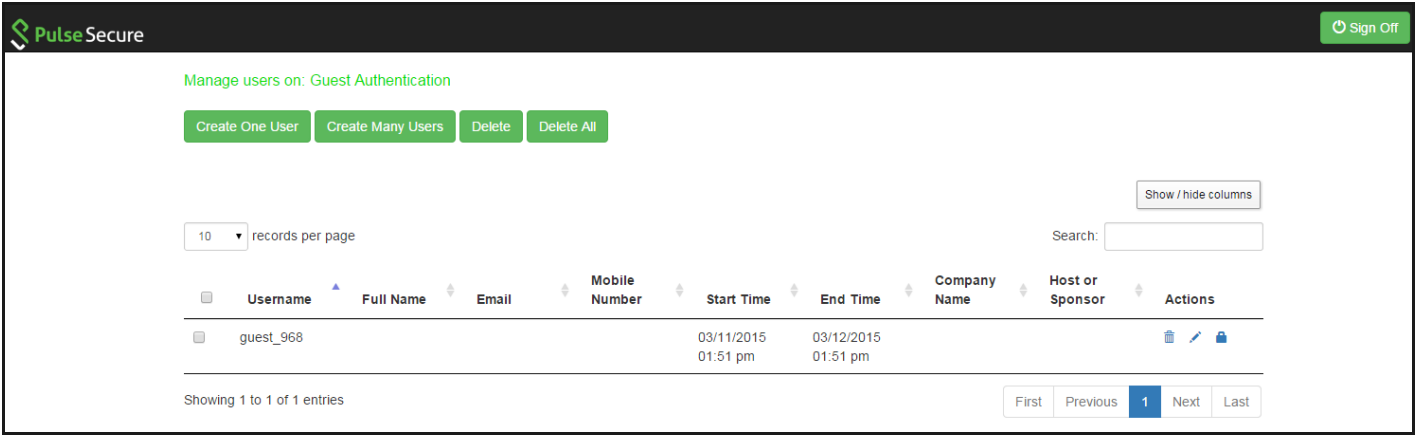 Pulse Secure
Sign Off
Manage users on: Guest Authentication
Create One User Create Many Users Delete Delete All
Show / hide columns
10 records per page Search:
Username Full Name Email Mobile Number Start Time End Time Company Name Host or Sponsor Actions
guest_968 03/11/2015 01:51 pm 03/12/2015 01:51 pm
Showing 1 to 1 of 1 entries
First Previous 1 Next Last